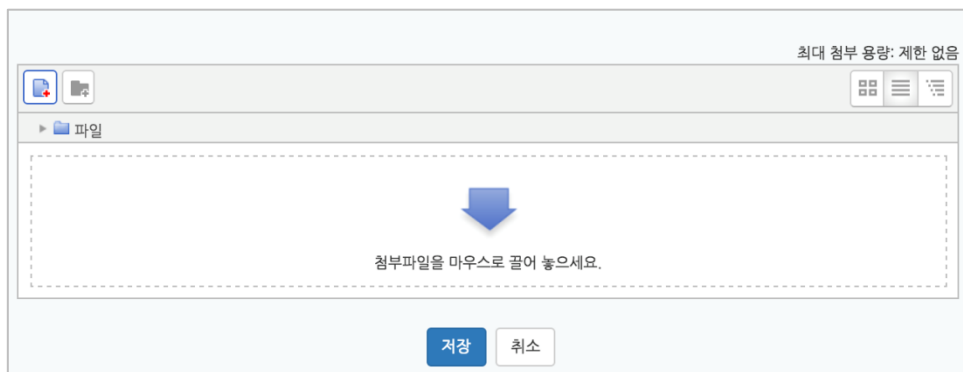 최대 첨부 용량: 제한 없음
파일
첨부파일을 마우스로 끌어 놓으세요.
저장 취소